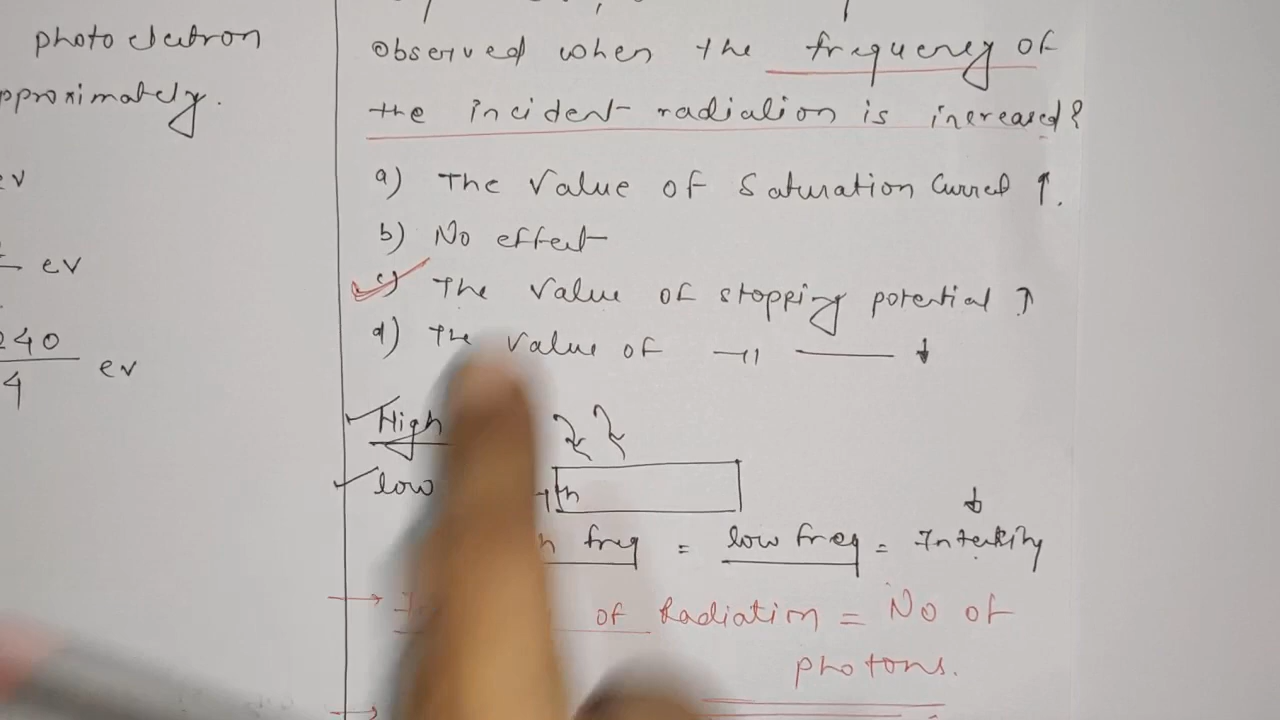 photo electron
approximately.
ev
ev
240
4
ev
observed when the frequency of
the incident radiation is increased?
a) The Value of Saturation Current ↑.
b) No effect
c) The Value of stopping potential ↑
d) The Value of —11 —— ↓
High
low
freq = low freq = Intensity
of Radiation = No of
photons.